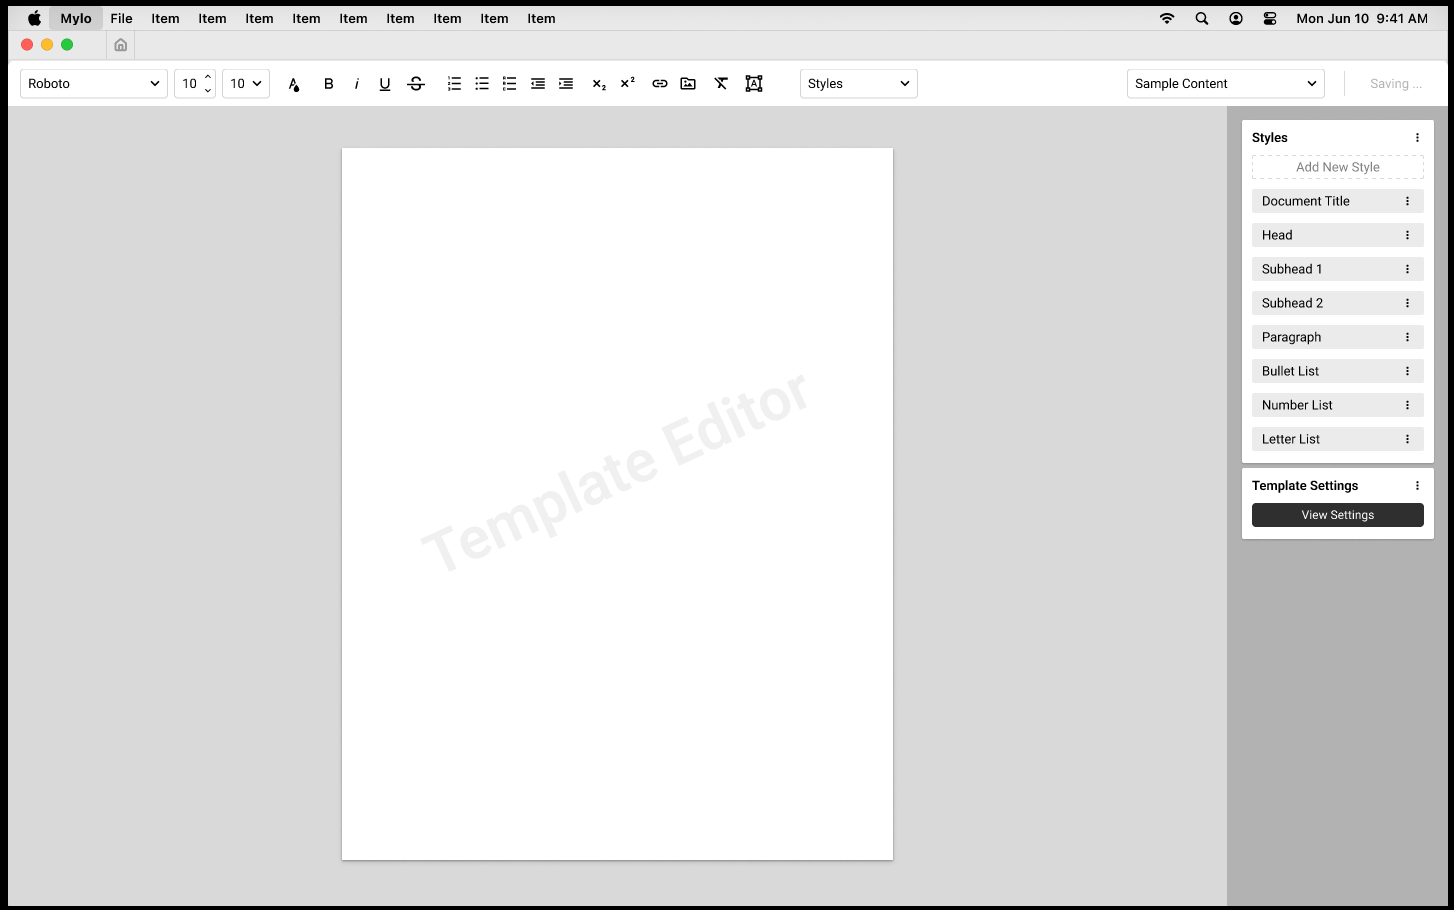 Mylo File Item Item Item Item Item Item Item Item Item Mon Jun 10 9:41 AM
Roboto 10 10 B i U x2 x2 A Styles Sample Content Saving ...
Styles
Add New Style
Document Title
Head
Subhead 1
Subhead 2
Paragraph
Bullet List
Number List
Letter List
Template Settings
View Settings
Template Editor